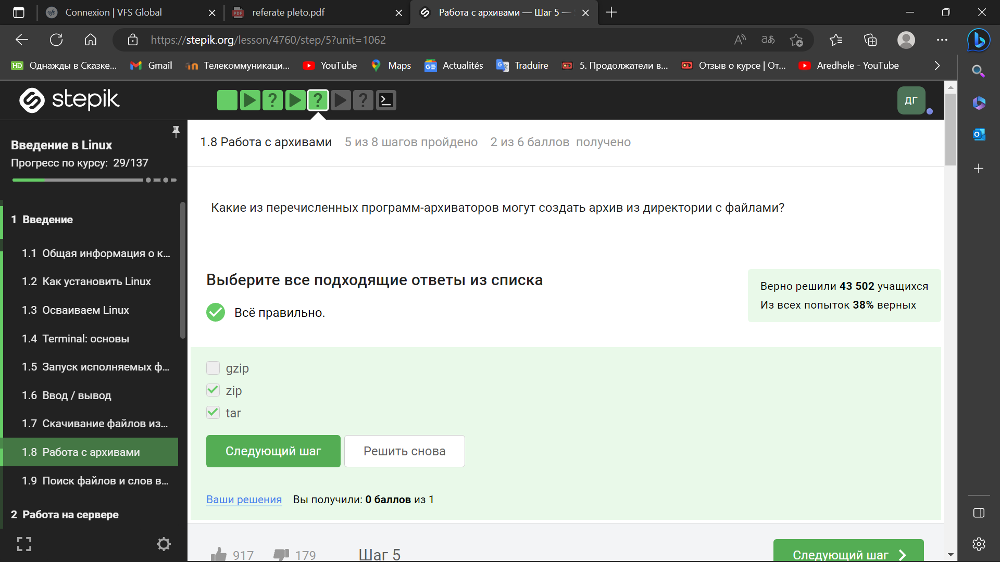 Connexion | VFS Global
referate pleto.pdf
Работа с архивами — Шаг 5 —
https://stepik.org/lesson/4760/step/5?unit=1062
Однажды в Сказке...
Gmail
Телекоммуникаци...
YouTube
Maps
Actualités
Traduire
5. Продолжатели в...
Отзыв о курсе | От...
Aredhele - YouTube
stepik
ДГ
Введение в Linux
Прогресс по курсу: 29/137
1 Введение
1.1 Общая информация о к...
1.2 Как установить Linux
1.3 Осваиваем Linux
1.4 Terminal: основы
1.5 Запуск исполняемых ф...
1.6 Ввод / вывод
1.7 Скачивание файлов из...
1.8 Работа с архивами
1.9 Поиск файлов и слов в...
2 Работа на сервере
1.8 Работа с архивами 5 из 8 шагов пройдено 2 из 6 баллов получено
Какие из перечисленных программ-архиваторов могут создать архив из директории с файлами?
Выберите все подходящие ответы из списка
Всё правильно.
Верно решили 43 502 учащихся
Из всех попыток 38% верных
gzip
zip
tar
Следующий шаг
Решить снова
Ваши решения Вы получили: 0 баллов из 1
917
179
Шаг 5
Следующий шаг